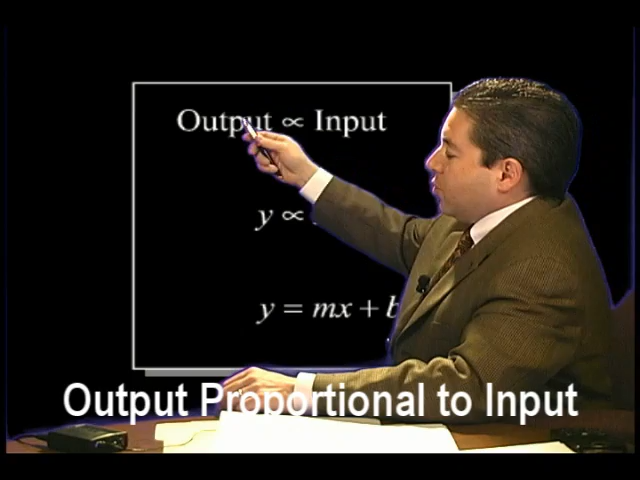 Output ∝ Input
y ∝
y = mx + b
Output Proportional to Input